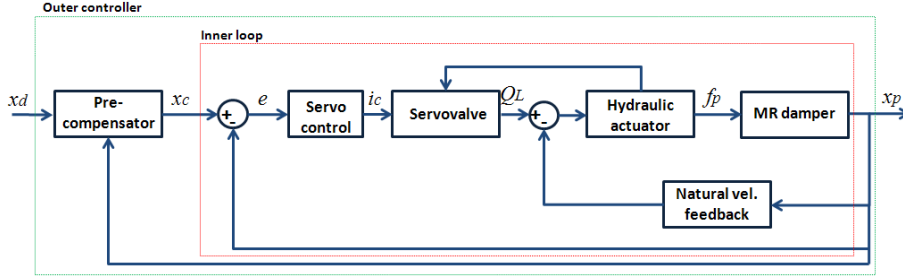 Outer controller
Inner loop
xd
Pre-
compensator
xc
+
-
e
Servo
control
ic
Servovalve
QL
+
-
Hydraulic
actuator
fp
MR damper
xp
Natural vel.
feedback